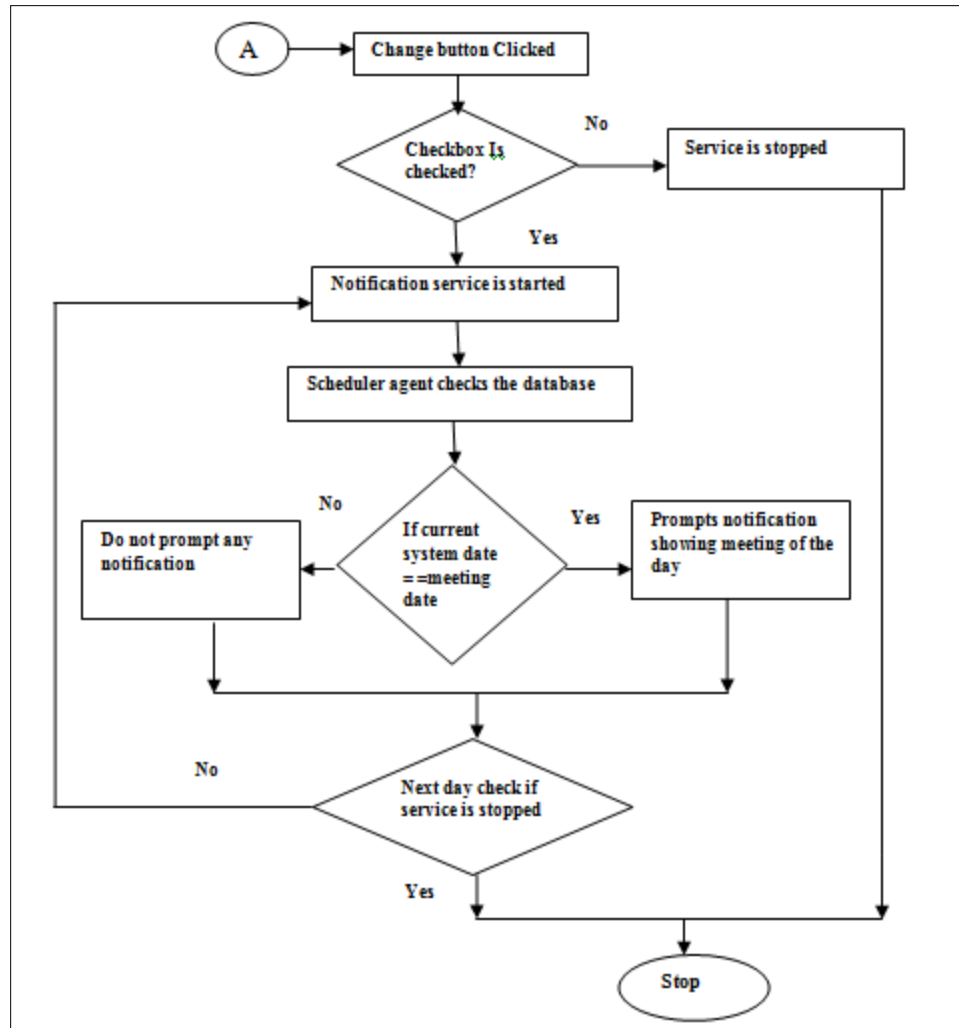 A
Change button Clicked
No
Checkbox Is
checked?
Service is stopped
Yes
Notification service is started
Scheduler agent checks the database
No
Yes
Do not prompt any
notification
If current
system date
= =meeting
date
Prompts notification
showing meeting of the
day
No
Next day check if
service is stopped
Yes
Stop